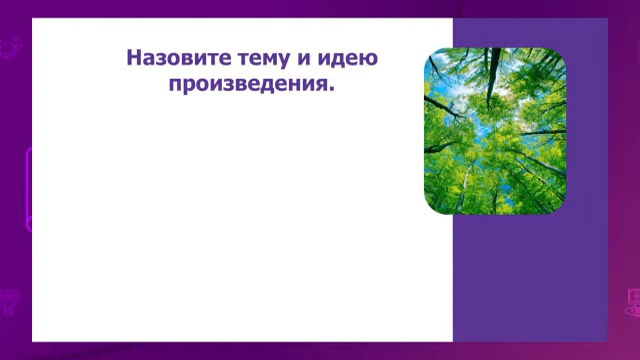 Назовите тему и идею
произведения.